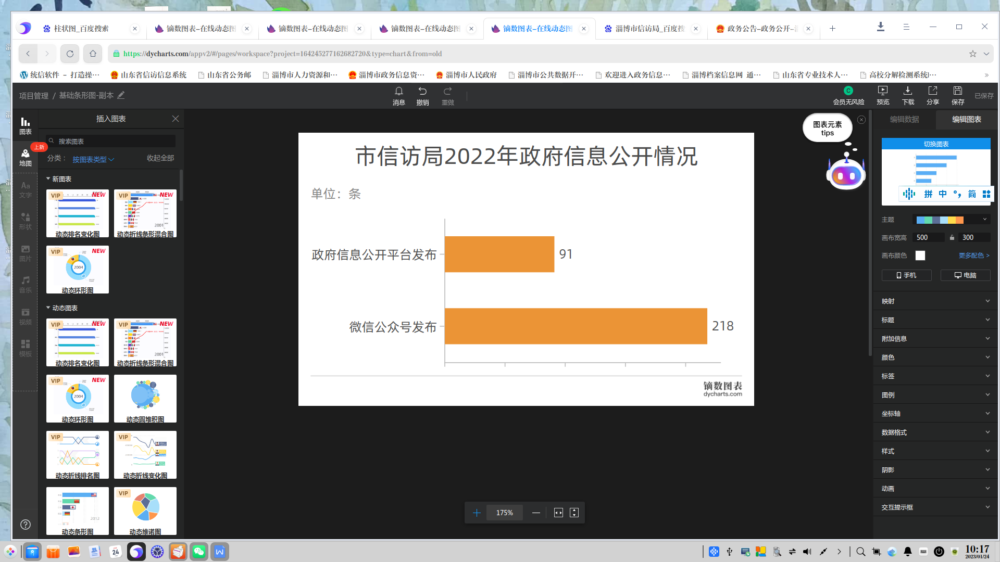 柱状图_百度搜索
镝数图表-在线动态图
镝数图表-在线动态图
镝数图表-在线动态图
镝数图表-在线动态图
淄博市信访局_百度搜
政务公告-政务公开-
https://dycharts.com/appv2/#/pages/workspace?project=164245277162682720&type=chart&from=old
统信软件 - 打造操…
山东省信访信息系统
山东省公务邮
淄博市人力资源和…
淄博市政务信息资…
淄博市人民政府
淄博市公共数据开…
欢迎进入政务信息…
淄博档案信息网 通…
山东省专业技术人…
高校分解检测系统…
»
项目管理 / 基础条形图-副本
消息
撤销
重做
会员无风险
预览
下载
分享
保存
已保存
图表
上新
地图
Aa
文字
形状
图片
音乐
视频
模板
插入图表
搜索图表
分类：
按图表类型
收起全部
新图表
VIP
NEW
动态排名变化图
VIP
NEW
2001
动态折线条形混合图
VIP
NEW
2004
动态环形图
动态图表
VIP
NEW
动态排名变化图
VIP
NEW
2001
动态折线条形混合图
VIP
NEW
2004
动态环形图
动态圆堆积图
VIP
动态折线排名图
VIP
动态折线变化图
2012
动态条形图
VIP
动态维诺图
市信访局2022年政府信息公开情况
单位：条
政府信息公开平台发布
91
微信公众号发布
218
镝数图表
dycharts.com
175%
图表元素
tips
编辑数据
编辑图表
切换图表
拼 中 °, 简
主题
画布宽高
500
300
画布颜色
更多配色 >
手机
电脑
映射
标题
附加信息
颜色
标签
图例
坐标轴
数据格式
样式
阴影
动画
交互提示框
24
10:17
2023/01/24